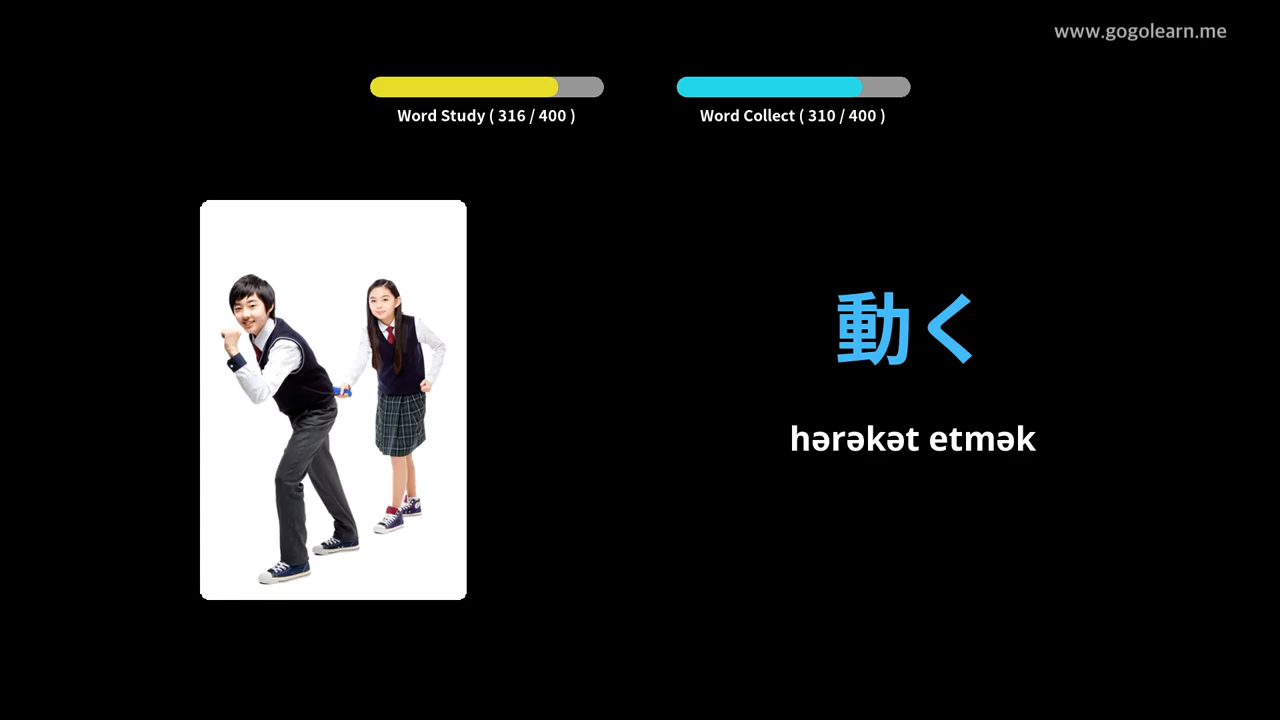 www.gogolearn.me
Word Study ( 316 / 400 )
Word Collect ( 310 / 400 )
動く
hərəkət etmək